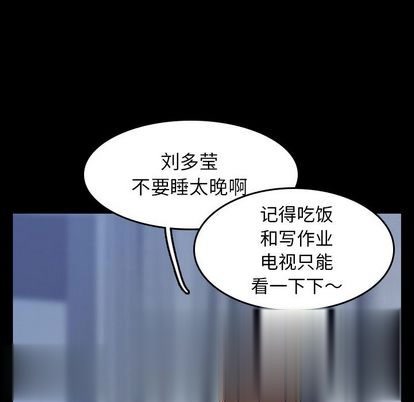 刘多莹
不要睡太晚啊
记得吃饭
和写作业
电视只能
看一下下～